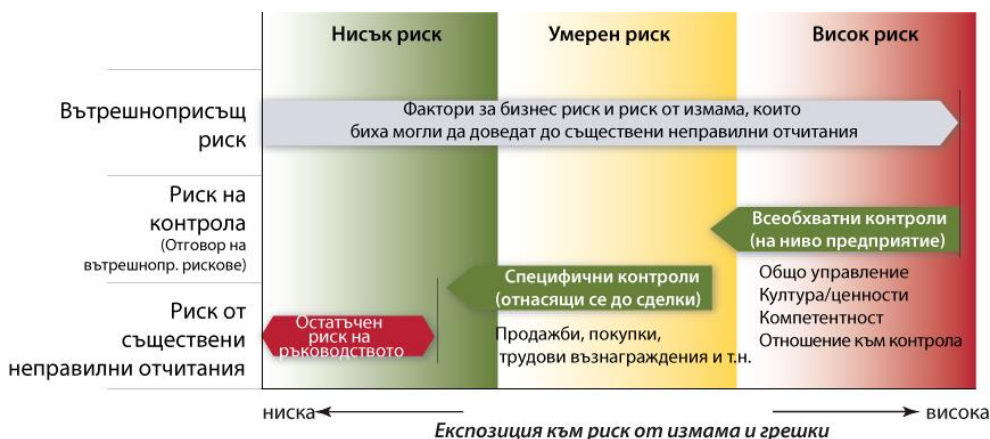 Нисък риск
Умерен риск
Висок риск
Вътрешноприсъщ
риск
Фактори за бизнес риск и риск от измама, които
биха могли да доведат до съществени неправилни отчитания
Риск на
контрола
(Отговор на
вътрешнопр. рискове)
Всеобхватни контроли
(на ниво предприятие)
Общо управление
Култура/ценности
Компетентност
Отношение към контрола
Специфични контроли
(отнасящи се до сделки)
Продажби, покупки,
трудови възнаграждения и т.н.
Риск от
съществени
неправилни отчитания
Остатъчен
риск на
ръководството
ниска
висока
Експозиция към риск от измама и грешки